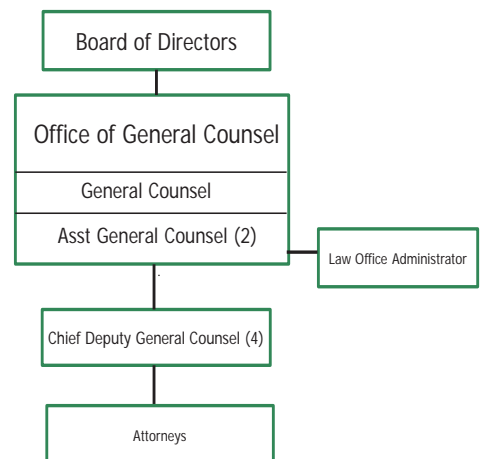 Board of Directors
Office of General Counsel
General Counsel
Asst General Counsel (2)
Law Office Administrator
Chief Deputy General Counsel (4)
Attorneys